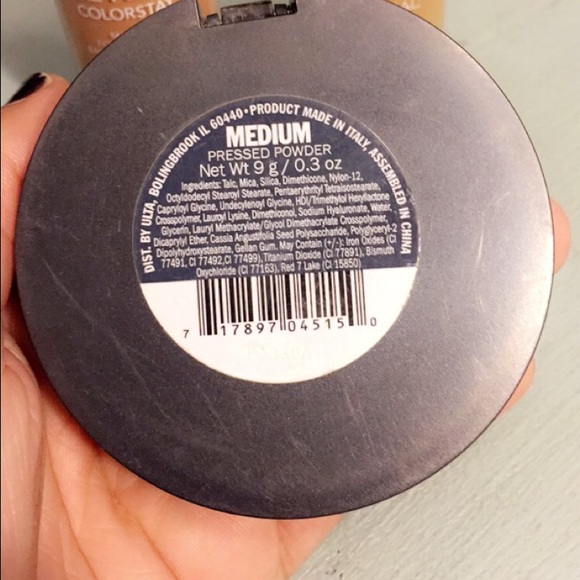 COLORSTAY
DIST. BY ULTA, BOLINGBROOK IL 60440 • PRODUCT MADE IN ITALY, ASSEMBLED IN CHINA
MEDIUM
PRESSED POWDER
Net Wt 9 g / 0.3 oz
Ingredients: Talc, Mica, Silica, Dimethicone, Nylon-12,
Octyldodecyl Stearoyl Stearate, Pentaerythrityl Tetraisostearate,
Capryloyl Glycine, Undecylenoyl Glycine, HDI/Trimethylol Hexyllactone
Crosspolymer, Lauroyl Lysine, Dimethiconol, Sodium Hyaluronate, Water,
Glycerin, Lauryl Methacrylate/Glycol Dimethacrylate Crosspolymer,
Dicaprylyl Ether, Cassia Angustifolia Seed Polysaccharide, Polyglyceryl-2
Dipolyhydroxystearate, Gellan Gum. May Contain (+/-): Iron Oxides (CI
77491, CI 77492, CI 77499), Titanium Dioxide (CI 77891), Bismuth
Oxychloride (CI 77163), Red 7 Lake (CI 15850)
7 17897 04515 0